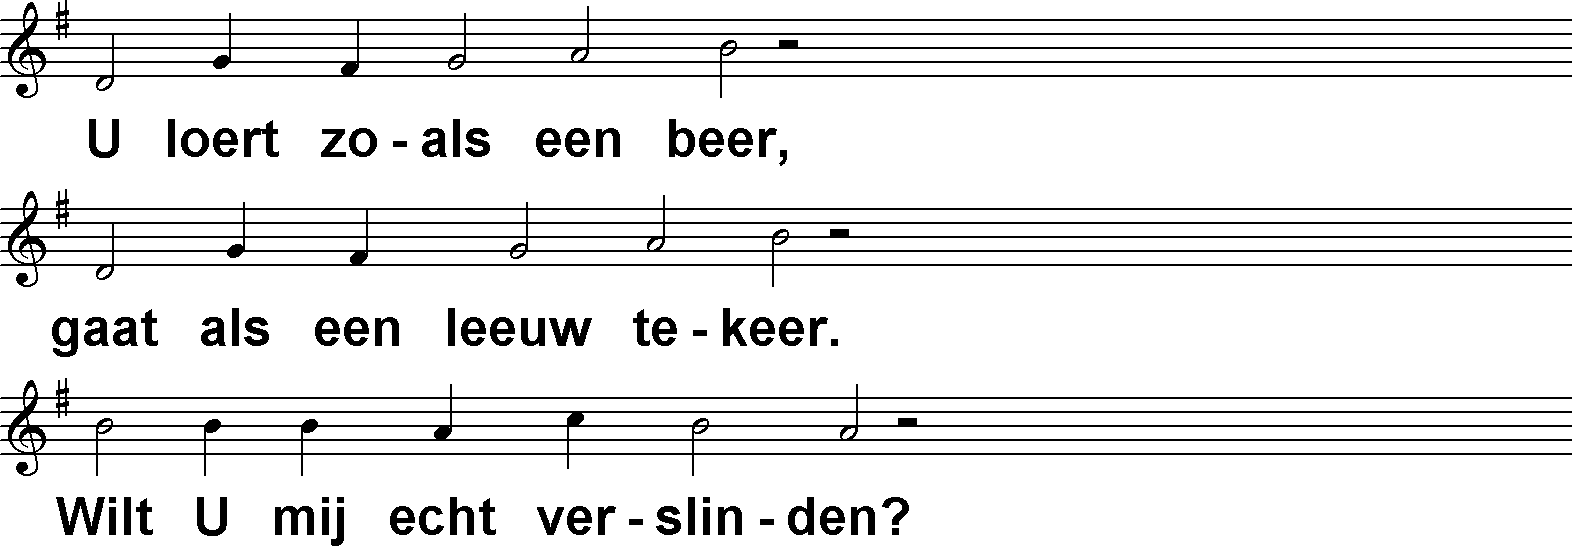 U loert zo - als een beer,
gaat als een leeuw te - keer.
Wilt U mij echt ver - slin - den?